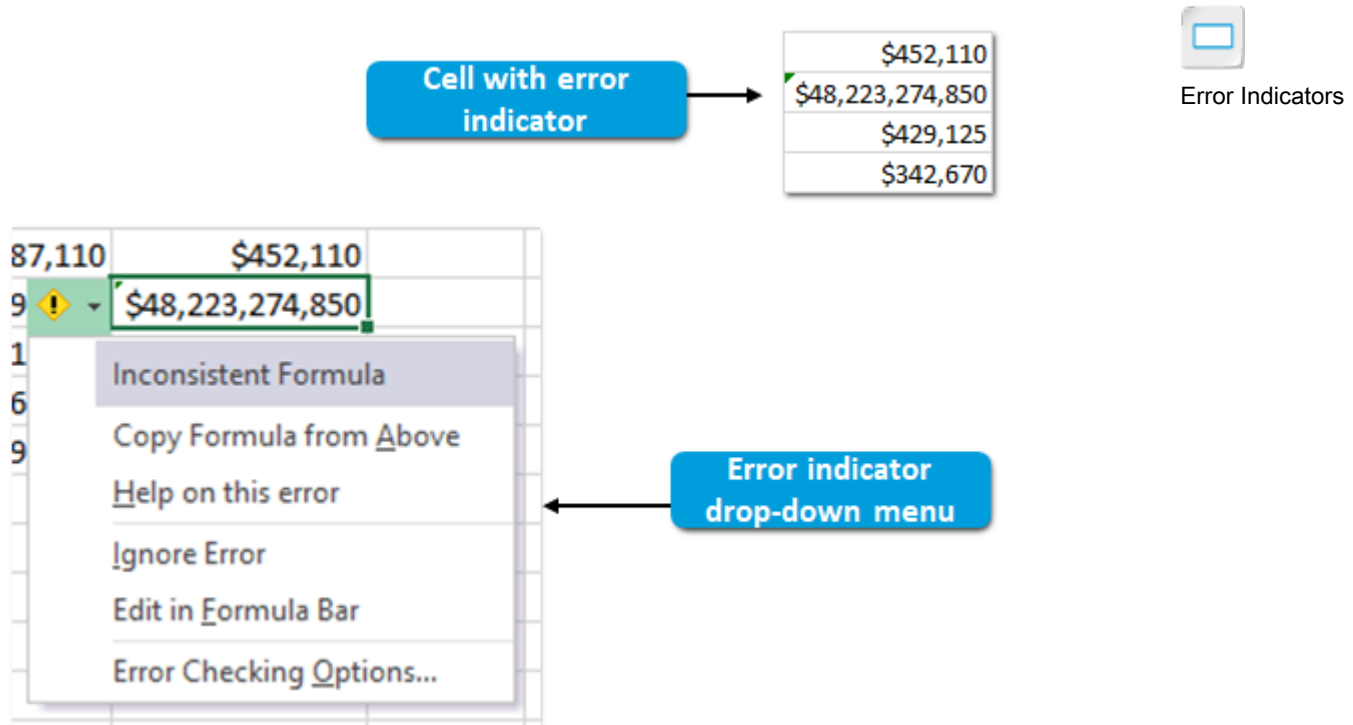 Cell with error
indicator
$452,110
$48,223,274,850
$429,125
$342,670
Error Indicators
87,110 $452,110
9 $48,223,274,850
1
6
9
Inconsistent Formula
Copy Formula from Above
Help on this error
Ignore Error
Edit in Formula Bar
Error Checking Options...
Error indicator
drop-down menu